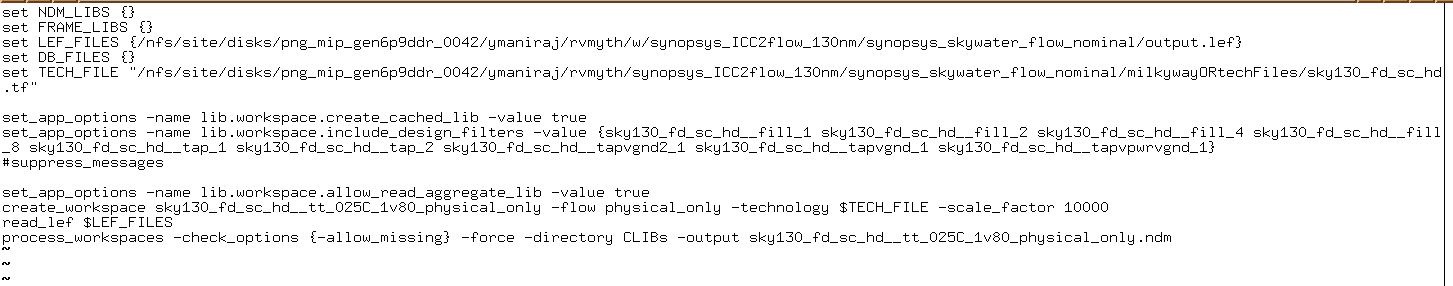 set NDM_LIBS {}
set FRAME_LIBS {}
set LEF_FILES {/nfs/site/disks/png_mip_gen6p9ddr_0042/ymaniraj/rvmyth/w/synopsys_ICC2flow_130nm/synopsys_skywater_flow_nominal/output.lef}
set DB_FILES {}
set TECH_FILE "/nfs/site/disks/png_mip_gen6p9ddr_0042/ymaniraj/rvmyth/synopsys_ICC2flow_130nm/synopsys_skywater_flow_nominal/milkywayORtechFiles/sky130_fd_sc_hd
.tf"
set_app_options -name lib.workspace.create_cached_lib -value true
set_app_options -name lib.workspace.include_design_filters -value {sky130_fd_sc_hd__fill_1 sky130_fd_sc_hd__fill_2 sky130_fd_sc_hd__fill_4 sky130_fd_sc_hd__fill
_8 sky130_fd_sc_hd__tap_1 sky130_fd_sc_hd__tap_2 sky130_fd_sc_hd__tapvgnd2_1 sky130_fd_sc_hd__tapvgnd_1 sky130_fd_sc_hd__tapvpwrvgnd_1}
#suppress_messages
set_app_options -name lib.workspace.allow_read_aggregate_lib -value true
create_workspace sky130_fd_sc_hd__tt_025C_1v80_physical_only -flow physical_only -technology $TECH_FILE -scale_factor 10000
read_lef $LEF_FILES
process_workspaces -check_options {-allow_missing} -force -directory CLIBs -output sky130_fd_sc_hd__tt_025C_1v80_physical_only.ndm
~
~
~